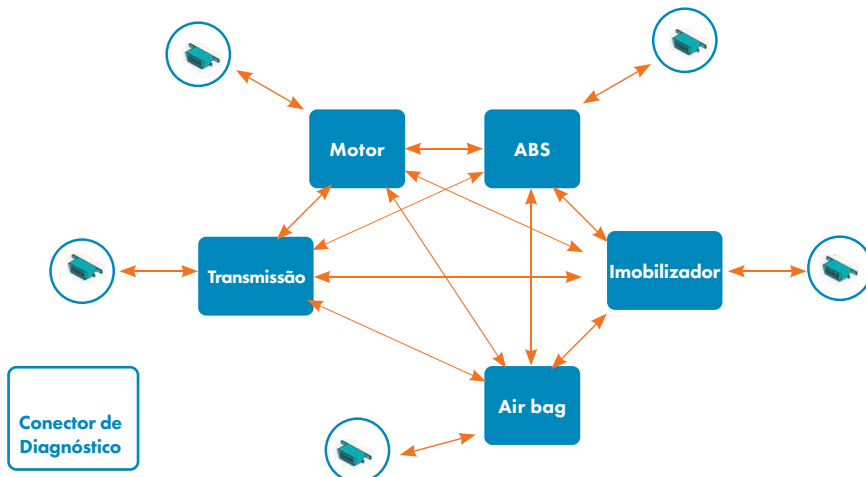 Motor
ABS
Transmissão
Imobilizador
Air bag
Conector de
Diagnóstico